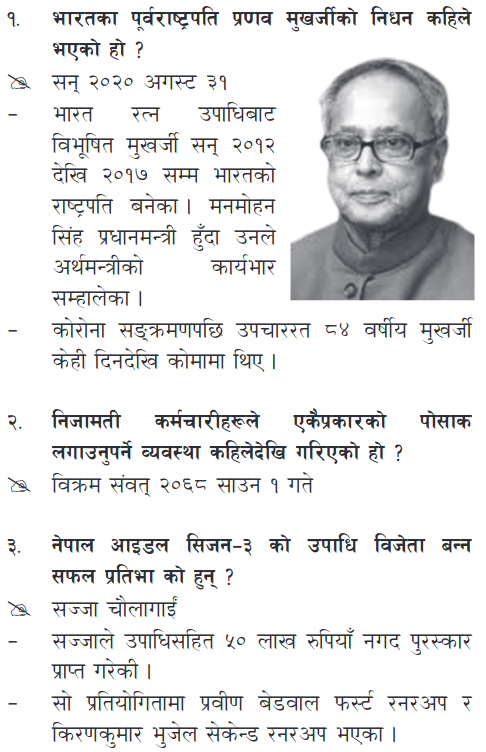 १. भारतका पूर्वराष्ट्रपति प्रणव मुखर्जीको निधन कहिले
भएको हो ?
सन् २०२० अगस्ट ३१
– भारत रत्न उपाधिबाट
विभूषित मुखर्जी सन् २०१२
देखि २०१७ सम्म भारतको
राष्ट्रपति बनेका । मनमोहन
सिंह प्रधानमन्त्री हुँदा उनले
अर्थमन्त्रीको कार्यभार
सम्हालेका ।
– कोरोना सङ्क्रमणपछि उपचाररत ८४ वर्षीय मुखर्जी
केही दिनदेखि कोमामा थिए ।
२. निजामती कर्मचारीहरूले एकैप्रकारको पोसाक
लगाउनुपर्ने व्यवस्था कहिलेदेखि गरिएको हो ?
विक्रम संवत् २०६८ साउन १ गते
३. नेपाल आइडल सिजन–३ को उपाधि विजेता बन्न
सफल प्रतिभा को हुन् ?
सज्जा चौलागाईं
– सज्जाले उपाधिसहित ५० लाख रुपियाँ नगद पुरस्कार
प्राप्त गरेकी ।
– सो प्रतियोगितामा प्रवीण बेडवाल फर्स्ट रनरअप र
किरणकुमार भुजेल सेकेन्ड रनरअप भएका ।